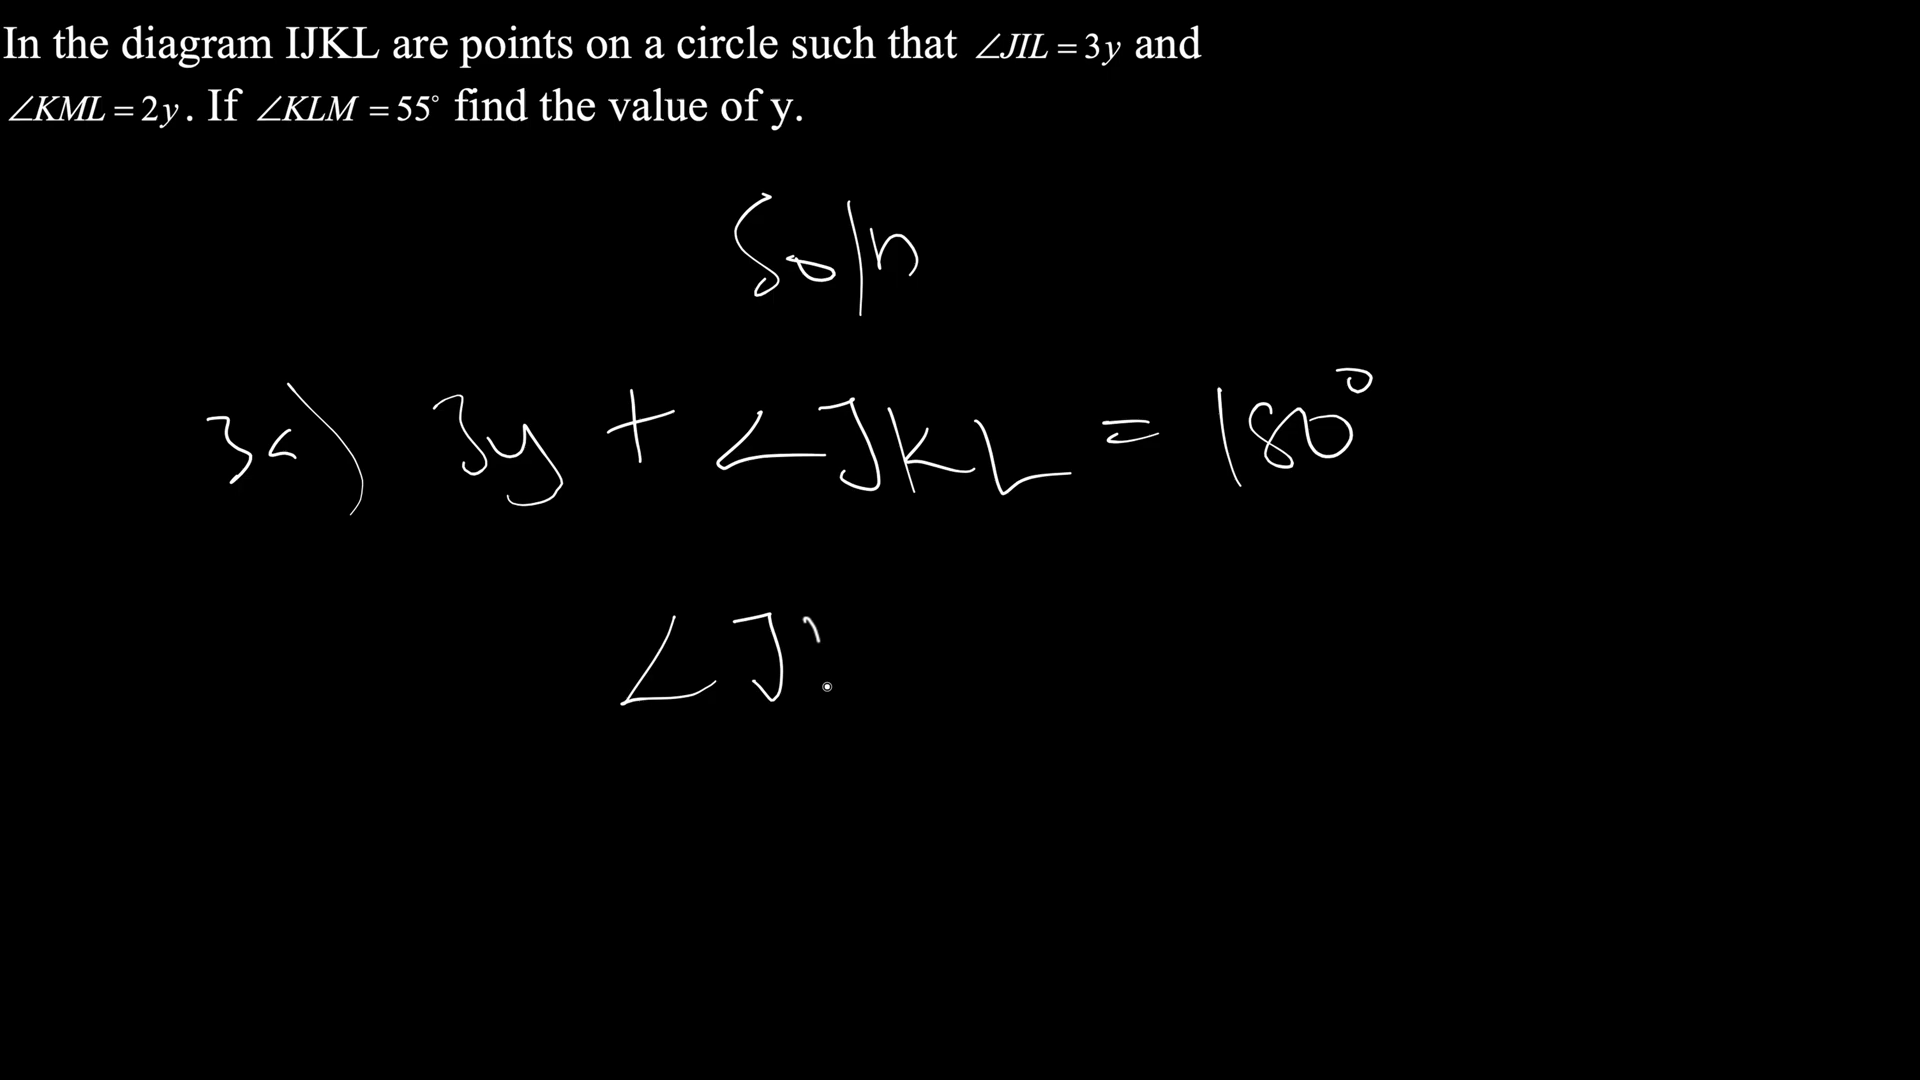 In the diagram IJKL are points on a circle such that ∠JIL = 3y and
∠KML = 2y. If ∠KLM = 55° find the value of y.
Soln
3a) 3y + ∠JKL = 180°
∠J